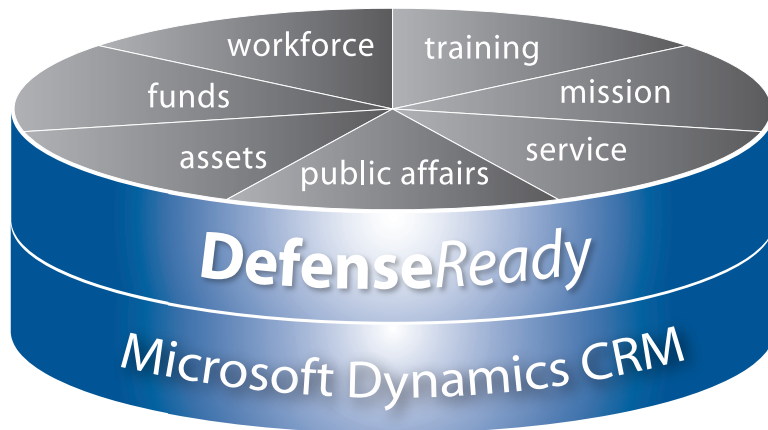 workforce
training
funds
mission
assets
service
public affairs
DefenseReady
Microsoft Dynamics CRM